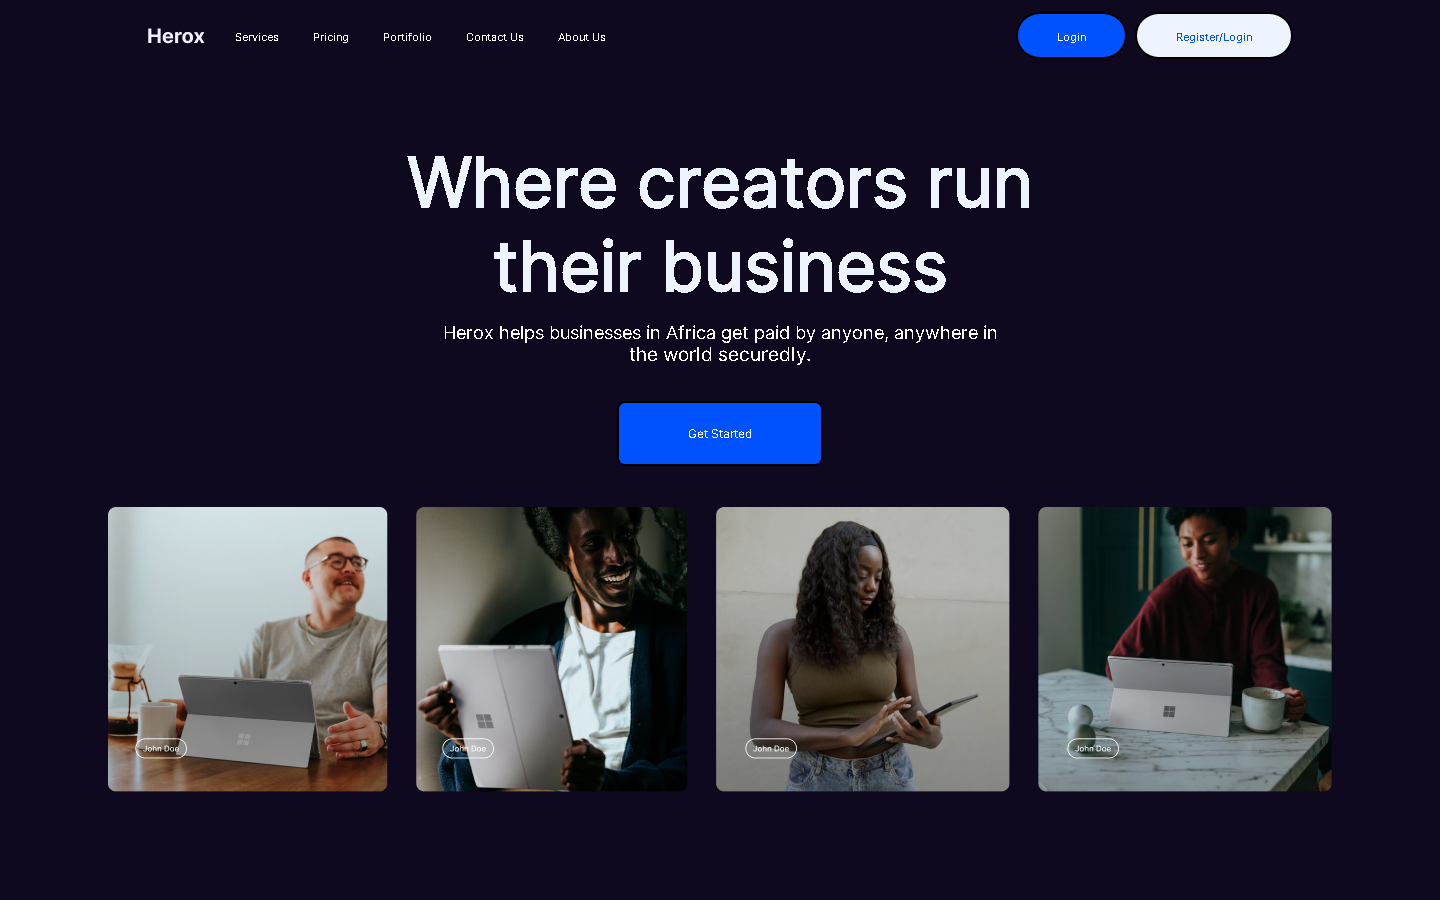 Herox Services Pricing Portifolio Contact Us About Us Login Register/Login
Where creators run
their business
Herox helps businesses in Africa get paid by anyone, anywhere in
the world securedly.
Get Started
John Doe John Doe John Doe John Doe